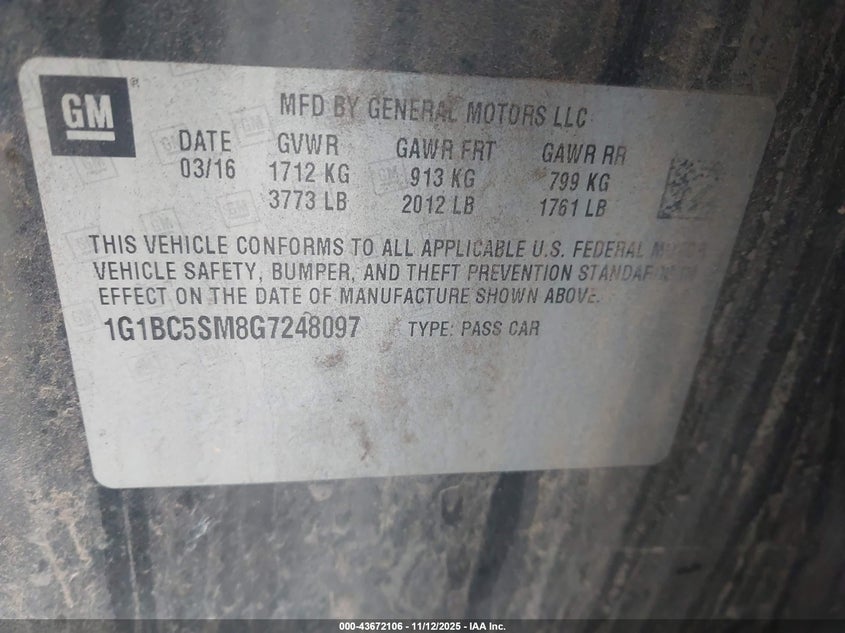 GM
MFD BY GENERAL MOTORS LLC
DATE GVWR GAWR FRT GAWR RR
03/16 1712 KG 913 KG 799 KG
3773 LB 2012 LB 1761 LB
THIS VEHICLE CONFORMS TO ALL APPLICABLE U.S. FEDERAL MOTOR
VEHICLE SAFETY, BUMPER, AND THEFT PREVENTION
EFFECT ON THE DATE OF MANUFACTURE SHOWN ABOVE.
1G1BC5SM8G7248097 TYPE: PASS CAR
000-43672106 - 11/12/2025 - IAA Inc.